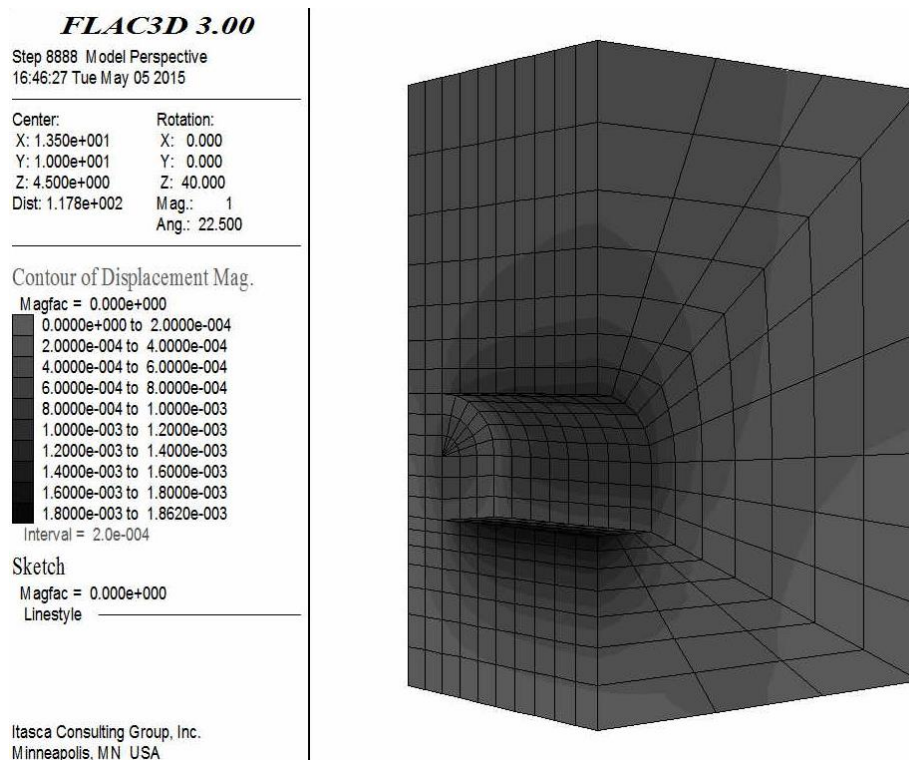 FLAC3D 3.00
Step 8888 Model Perspective
16:46:27 Tue May 05 2015
Center: Rotation:
X: 1.350e+001 X: 0.000
Y: 1.000e+001 Y: 0.000
Z: 4.500e+000 Z: 40.000
Dist: 1.178e+002 Mag.: 1
Ang.: 22.500
Contour of Displacement Mag.
Magfac = 0.000e+000
0.0000e+000 to 2.0000e-004
2.0000e-004 to 4.0000e-004
4.0000e-004 to 6.0000e-004
6.0000e-004 to 8.0000e-004
8.0000e-004 to 1.0000e-003
1.0000e-003 to 1.2000e-003
1.2000e-003 to 1.4000e-003
1.4000e-003 to 1.6000e-003
1.6000e-003 to 1.8000e-003
1.8000e-003 to 1.8620e-003
Interval = 2.0e-004
Sketch
Magfac = 0.000e+000
Linestyle
Itasca Consulting Group, Inc.
Minneapolis, MN USA